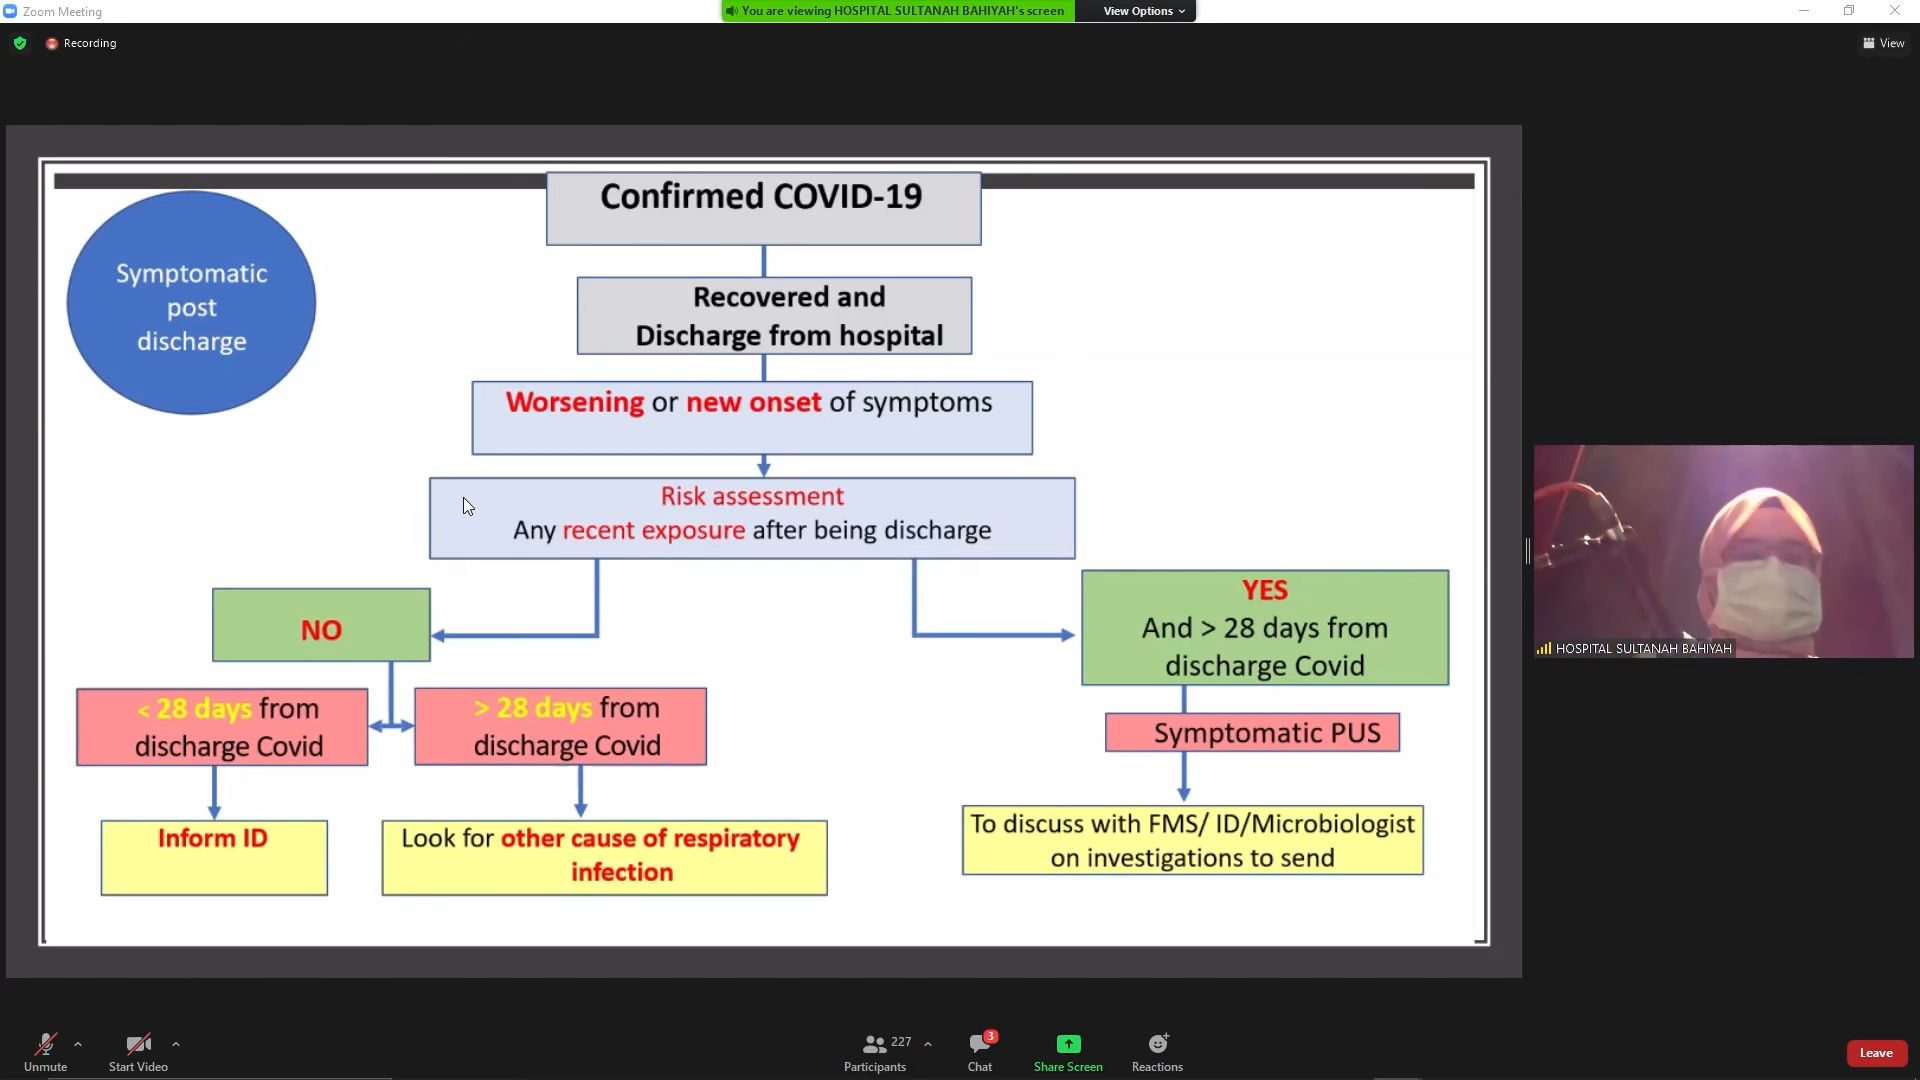 Zoom Meeting
You are viewing HOSPITAL SULTANAH BAHIYAH's screen
View Options
Recording
View
Confirmed COVID-19
Symptomatic
post
discharge
Recovered and
Discharge from hospital
Worsening or new onset of symptoms
Risk assessment
Any recent exposure after being discharge
NO
YES
And > 28 days from
discharge Covid
< 28 days from
discharge Covid
> 28 days from
discharge Covid
Symptomatic PUS
Inform ID
Look for other cause of respiratory
infection
To discuss with FMS/ ID/Microbiologist
on investigations to send
HOSPITAL SULTANAH BAHIYAH
Unmute
Start Video
227
Participants
3
Chat
Share Screen
Reactions
Leave